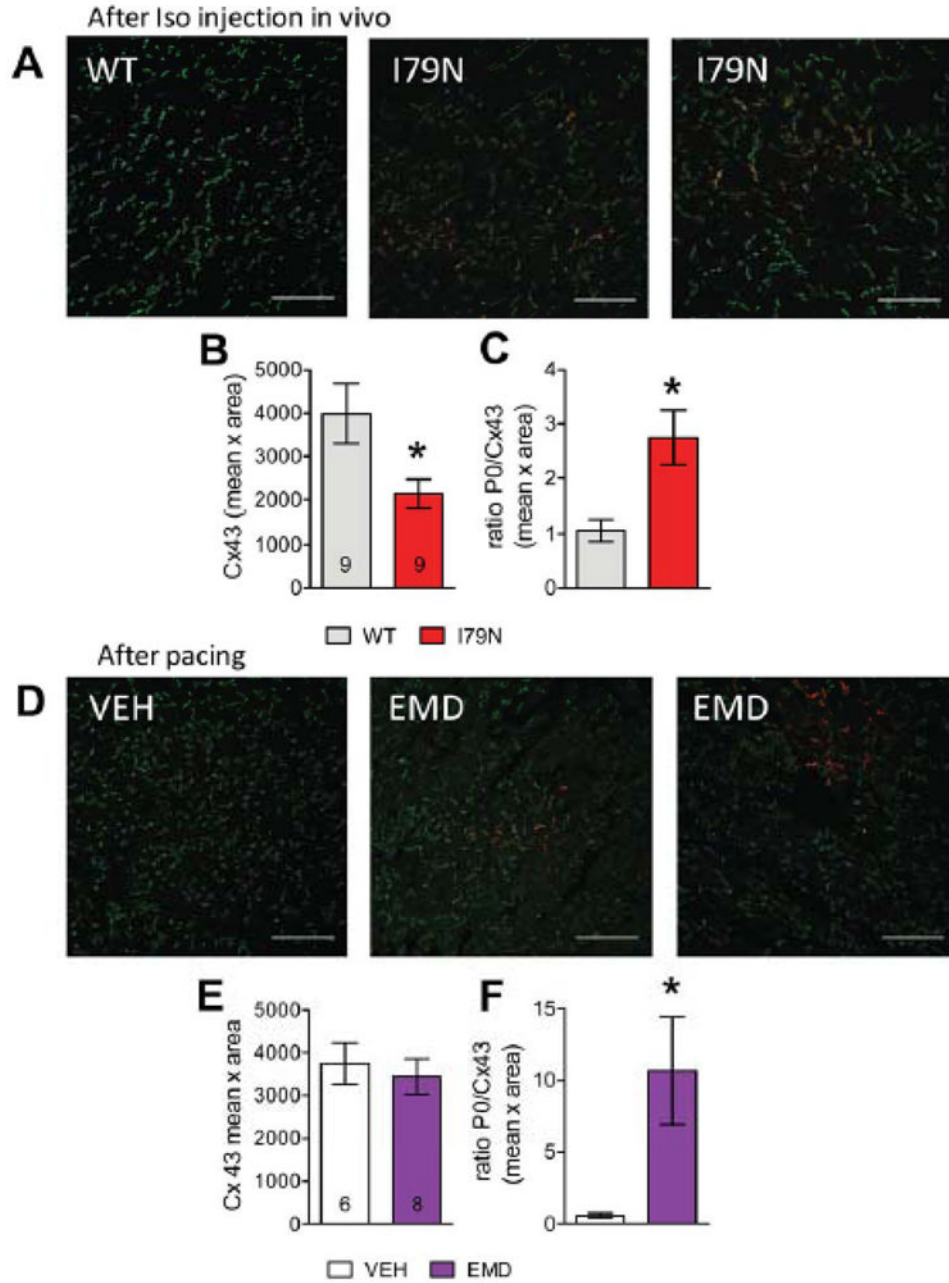 After Iso injection in vivo
A
WT
I79N
I79N
B
Cx43 (mean x area)
5000
4000
3000
2000
1000
0
*
9
9
C
ratio P0/Cx43
(mean x area)
4
3
2
1
0
*
WT
I79N
After pacing
D
VEH
EMD
EMD
E
Cx 43 mean x area
5000
4000
3000
2000
1000
0
6
8
F
ratio P0/Cx43
(mean x area)
15
10
5
0
*
VEH
EMD